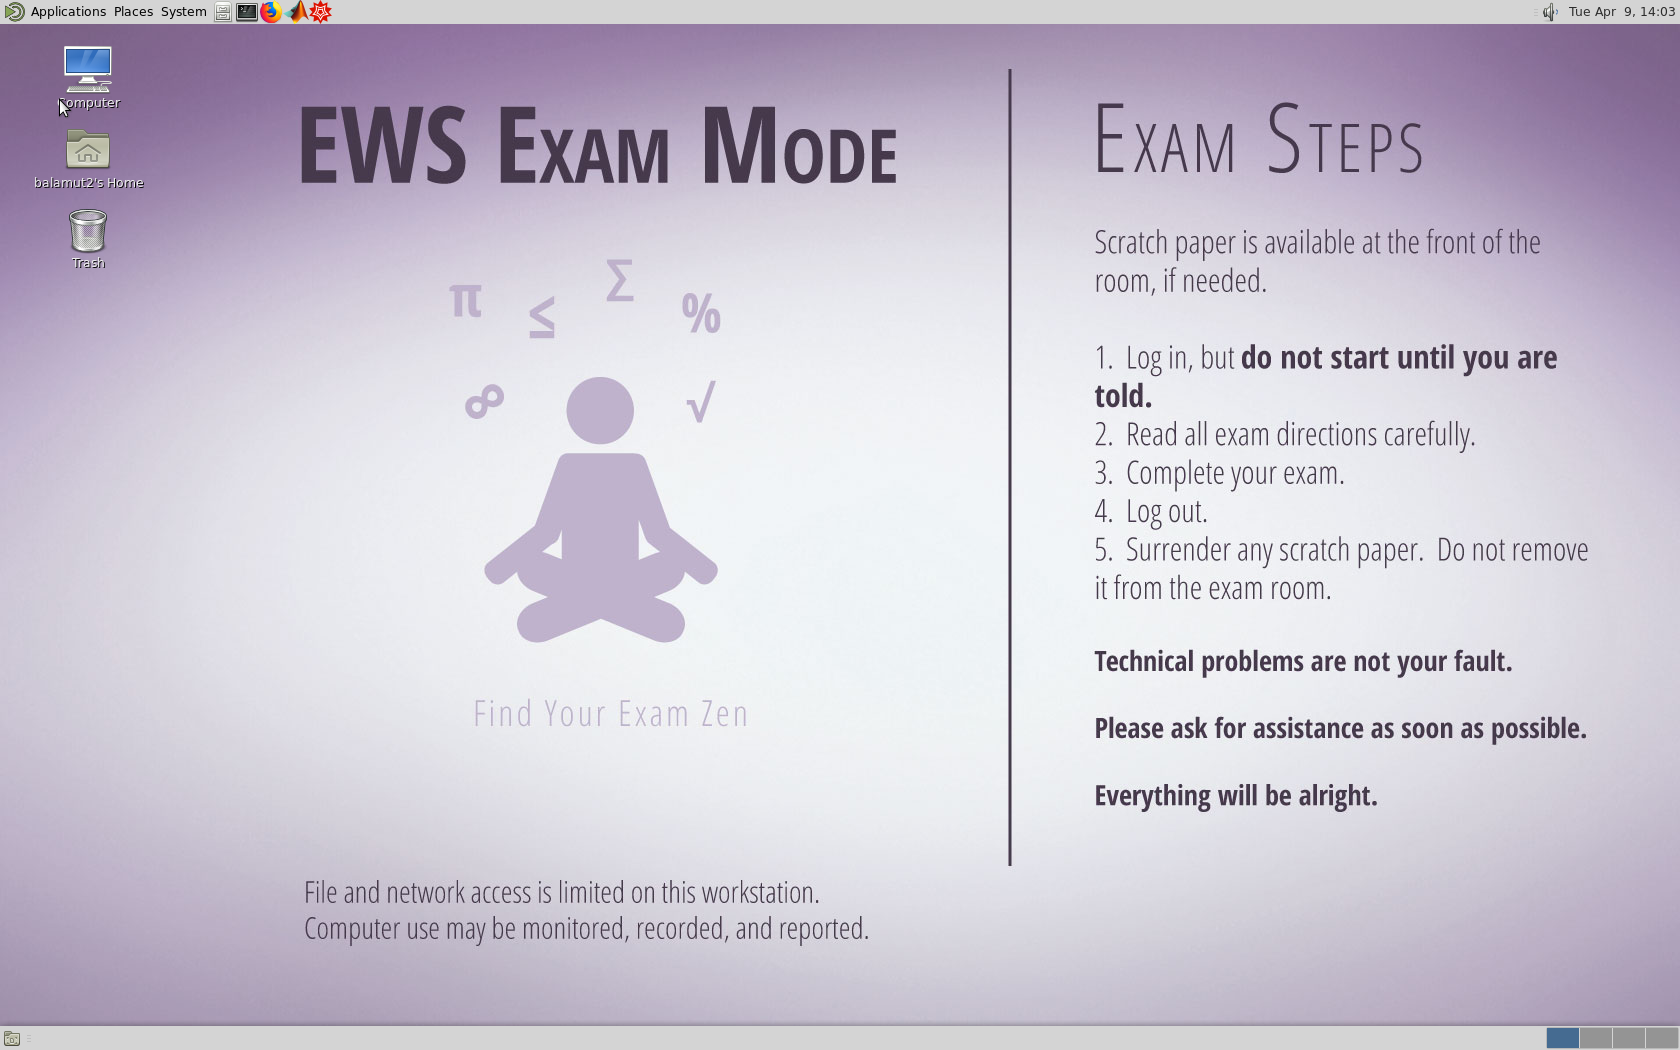 Applications Places System
Tue Apr 9, 14:03
Computer
balamut2's Home
Trash
EWS Exam Mode
π ≤ Σ %
∞ √
Find Your Exam Zen
File and network access is limited on this workstation.
Computer use may be monitored, recorded, and reported.
Exam Steps
Scratch paper is available at the front of the
room, if needed.
1. Log in, but do not start until you are
told.
2. Read all exam directions carefully.
3. Complete your exam.
4. Log out.
5. Surrender any scratch paper. Do not remove
it from the exam room.
Technical problems are not your fault.
Please ask for assistance as soon as possible.
Everything will be alright.